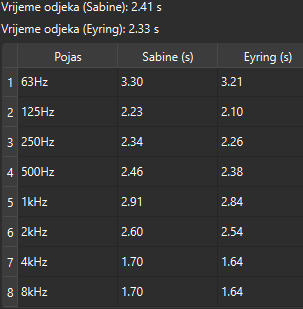 Vrijeme odjeka (Sabine): 2.41 s
Vrijeme odjeka (Eyring): 2.33 s
Pojas Sabine (s) Eyring (s)
1 63Hz 3.30 3.21
2 125Hz 2.23 2.10
3 250Hz 2.34 2.26
4 500Hz 2.46 2.38
5 1kHz 2.91 2.84
6 2kHz 2.60 2.54
7 4kHz 1.70 1.64
8 8kHz 1.70 1.64